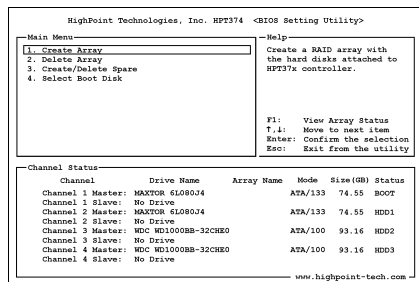 HighPoint Technologies, Inc. HPT374 <BIOS Setting Utility>
Main Menu
1. Create Array
2. Delete Array
3. Create/Delete Spare
4. Select Boot Disk
Help
Create a RAID array with
the hard disks attached to
HPT37x controller.
F1: View Array Status
↑,↓: Move to next item
Enter: Confirm the selection
Esc: Exit from the utility
Channel Status
Channel Drive Name Array Name Mode Size(GB) Status
Channel 1 Master: MAXTOR 6L080J4 ATA/133 74.55 BOOT
Channel 1 Slave: No Drive
Channel 2 Master: MAXTOR 6L080J4 ATA/133 74.55 HDD1
Channel 2 Slave: No Drive
Channel 3 Master: WDC WD1000BB-32CHE0 ATA/100 93.16 HDD2
Channel 3 Slave: No Drive
Channel 4 Master: WDC WD1000BB-32CHE0 ATA/100 93.16 HDD3
Channel 4 Slave: No Drive
www.highpoint-tech.com